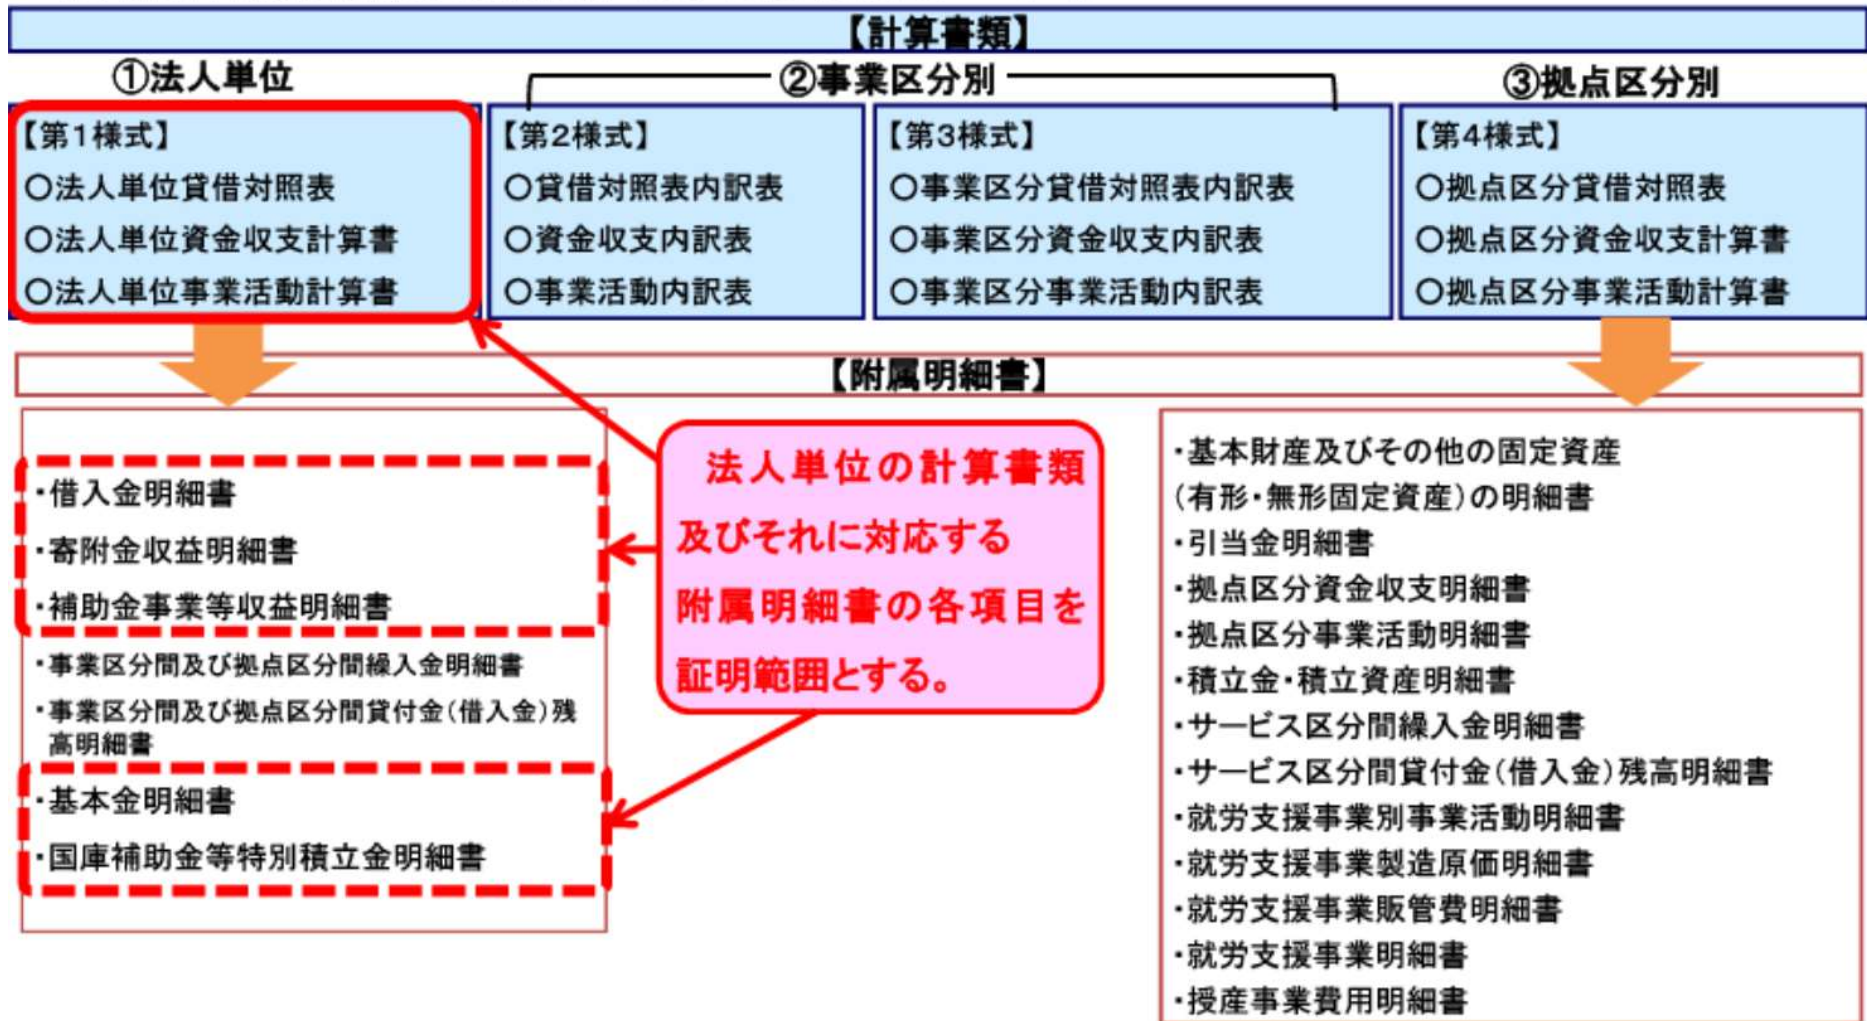 【計算書類】
①法人単位
②事業区分別
③拠点区分別
【第1様式】
○法人単位貸借対照表
○法人単位資金収支計算書
○法人単位事業活動計算書
【第2様式】
○貸借対照表内訳表
○資金収支内訳表
○事業活動内訳表
【第3様式】
○事業区分貸借対照表内訳表
○事業区分資金収支内訳表
○事業区分事業活動内訳表
【第4様式】
○拠点区分貸借対照表
○拠点区分資金収支計算書
○拠点区分事業活動計算書
【附属明細書】
・借入金明細書
・寄附金収益明細書
・補助金事業等収益明細書
・事業区分間及び拠点区分間繰入金明細書
・事業区分間及び拠点区分間貸付金(借入金)残
高明細書
・基本金明細書
・国庫補助金等特別積立金明細書
法人単位の計算書類
及びそれに対応する
附属明細書の各項目を
証明範囲とする。
・基本財産及びその他の固定資産
(有形・無形固定資産)の明細書
・引当金明細書
・拠点区分資金収支明細書
・拠点区分事業活動明細書
・積立金・積立資産明細書
・サービス区分間繰入金明細書
・サービス区分間貸付金(借入金)残高明細書
・就労支援事業別事業活動明細書
・就労支援事業製造原価明細書
・就労支援事業販管費明細書
・就労支援事業明細書
・授産事業費用明細書